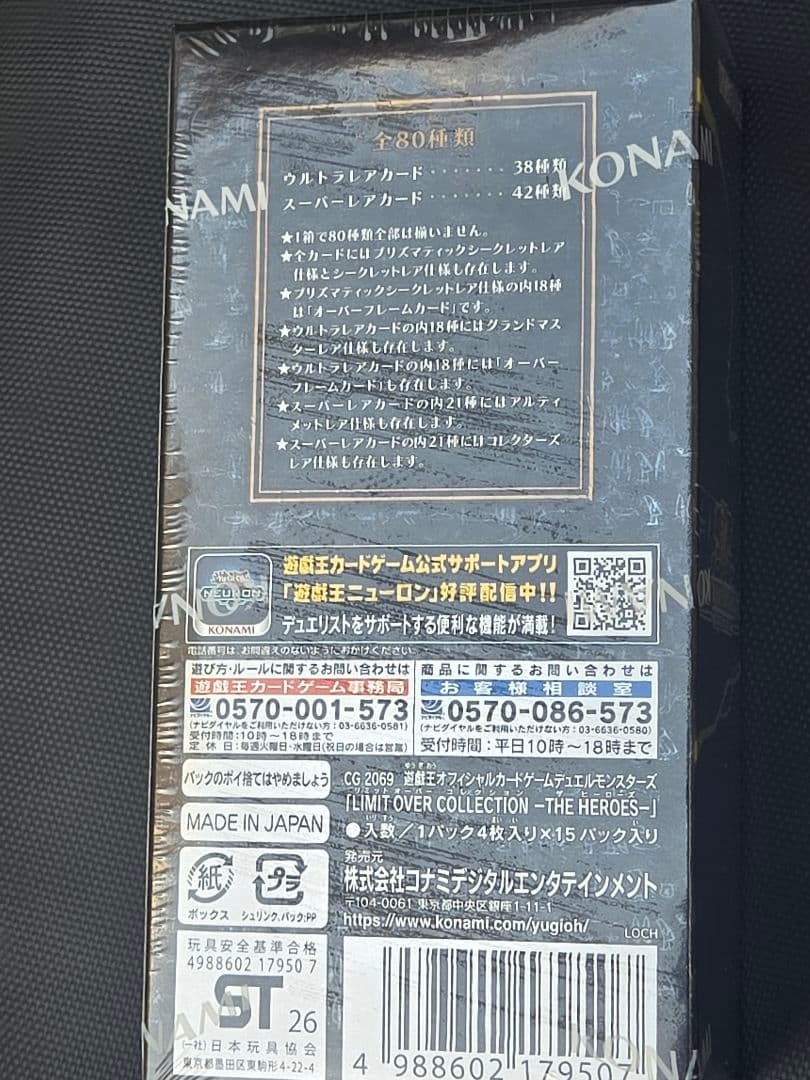 全80種類
ウルトラレアカード・・・・・・・38種類
スーパーレアカード・・・・・・・42種類
★1箱で80種類全部は揃いません。
★全カードにはプリズマティックシークレットレア
仕様とシークレットレア仕様も存在します。
★プリズマティックシークレットレア仕様の内18種
は「オーバーフレームカード」です。
★ウルトラレアカードの内18種にはグランドマス
ターレア仕様も存在します。
★ウルトラレアカードの内18種には「オーバー
フレームカード」も存在します。
★スーパーレアカードの内21種にはアルティ
メットレア仕様も存在します。
★スーパーレアカードの内21種にはコレクターズ
レア仕様も存在します。
KONAMI
NAMI
NEURON
KONAMI
遊戯王カードゲーム公式サポートアプリ
「遊戯王ニューロン」好評配信中!!
デュエリストをサポートする便利な機能が満載!
電話番号は、お間違えのないようにおかけください。
遊び方・ルールに関するお問い合わせは
遊戯王カードゲーム事務局
0570-001-573
(ナビダイヤルをご利用いただけない方:03-6636-0581)
受付時間:10時~18時まで
定休日:毎週火曜日・水曜日(祝日の場合は営業)
商品に関するお問い合わせは
お客様相談室
0570-086-573
(ナビダイヤルをご利用いただけない方:03-6636-0580)
受付時間:平日10時~18時まで
パックのポイ捨てはやめましょう
MADE IN JAPAN
紙
ボックス
プラ
シュリンク.パック:PP
CG 2069 遊戯王オフィシャルカードゲームデュエルモンスターズ
「LIMIT OVER COLLECTION －THE HEROES－」
●入数/1パック4枚入り×15パック入り
発売元
株式会社コナミデジタルエンタテインメント
〒104-0061 東京都中央区銀座1-11-1
https://www.konami.com/yugioh/
LOCH
玩具安全基準合格
4988602 17950 7
ST 26
(一社)日本玩具協会
東京都墨田区東駒形4-22-4
4 988602 179507